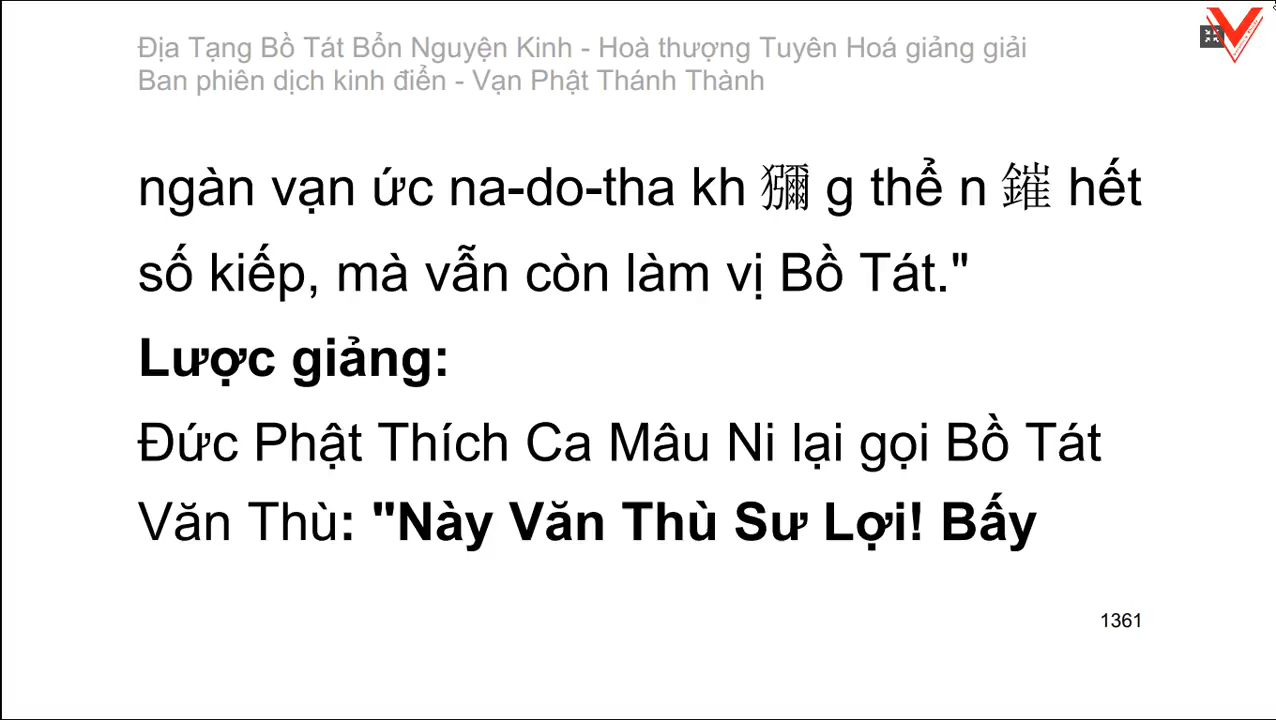 Địa Tạng Bồ Tát Bổn Nguyện Kinh - Hoà thượng Tuyên Hoá giảng giải
Ban phiên dịch kinh điển - Vạn Phật Thánh Thành
ngàn vạn ức na-do-tha kh 獼 g thể n 鏙 hết
số kiếp, mà vẫn còn làm vị Bồ Tát."
Lược giảng:
Đức Phật Thích Ca Mâu Ni lại gọi Bồ Tát
Văn Thù: "Này Văn Thù Sư Lợi! Bấy
1361